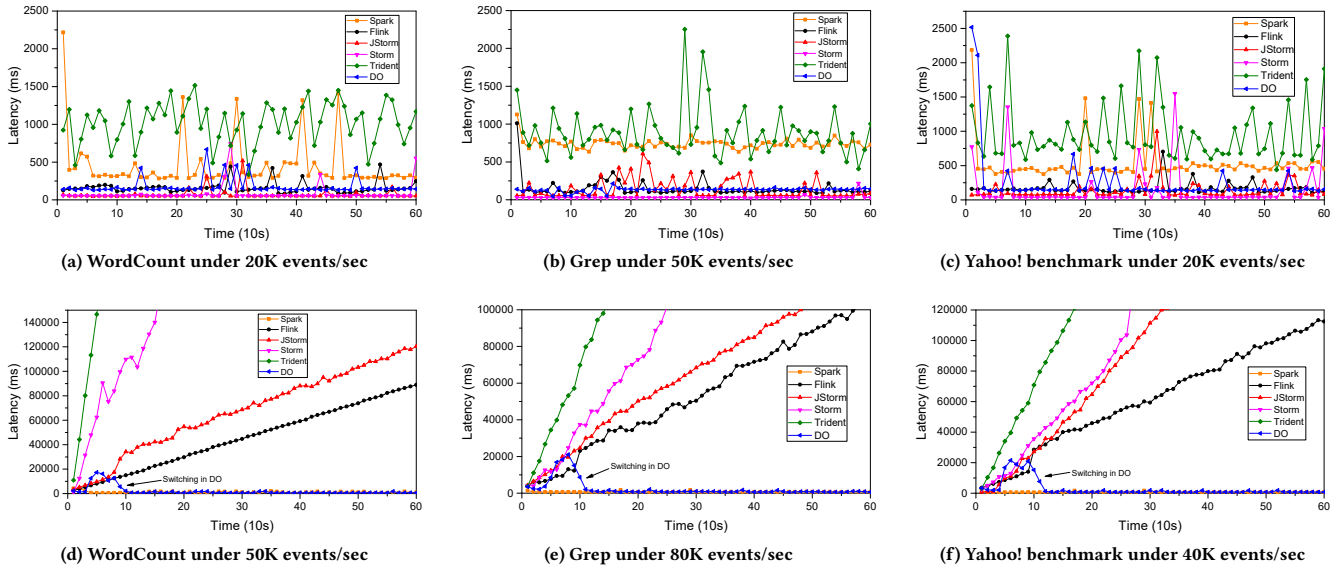 2500
2000
1500
1000
500
0
Latency (ms)
0 10 20 30 40 50 60
Time (10s)
Spark
Flink
JStorm
Storm
Trident
DO
(a) WordCount under 20K events/sec
2500
2000
1500
1000
500
0
Latency (ms)
0 10 20 30 40 50 60
Time (10s)
Spark
Flink
JStorm
Storm
Trident
DO
(b) Grep under 50K events/sec
2500
2000
1500
1000
500
0
Latency (ms)
0 10 20 30 40 50 60
Time (10s)
Spark
Flink
JStorm
Storm
Trident
DO
(c) Yahoo! benchmark under 20K events/sec
140000
120000
100000
80000
60000
40000
20000
0
Latency (ms)
0 10 20 30 40 50 60
Time (10s)
Spark
Flink
JStorm
Storm
Trident
DO
Switching in DO
(d) WordCount under 50K events/sec
100000
80000
60000
40000
20000
0
Latency (ms)
0 10 20 30 40 50 60
Time (10s)
Spark
Flink
JStorm
Storm
Trident
DO
Switching in DO
(e) Grep under 80K events/sec
120000
100000
80000
60000
40000
20000
0
Latency (ms)
0 10 20 30 40 50 60
Time (10s)
Spark
Flink
JStorm
Storm
Trident
DO
Switching in DO
(f) Yahoo! benchmark under 40K events/sec